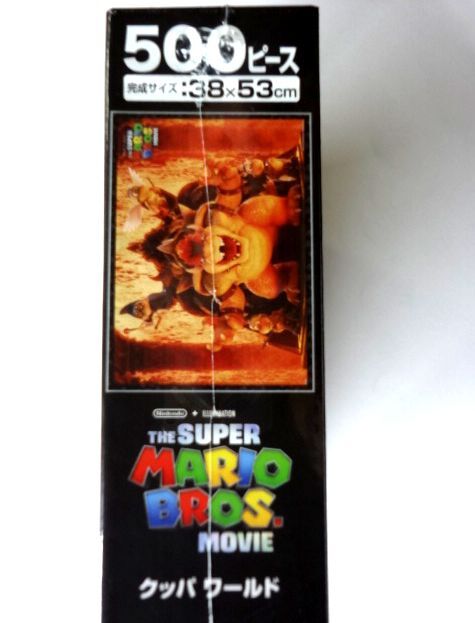 500ピース
完成サイズ:38×53cm
Nintendo + ILLUMINATION
THE SUPER
MARIO
BROS.
MOVIE
クッパ ワールド